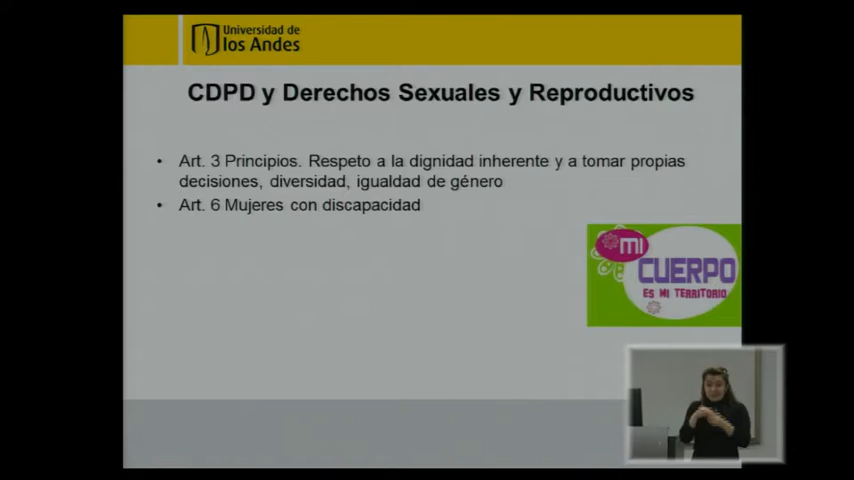 Universidad de
los Andes
CDPD y Derechos Sexuales y Reproductivos
• Art. 3 Principios. Respeto a la dignidad inherente y a tomar propias
decisiones, diversidad, igualdad de género
• Art. 6 Mujeres con discapacidad
mi
CUERPO
ES MI TERRITORIO